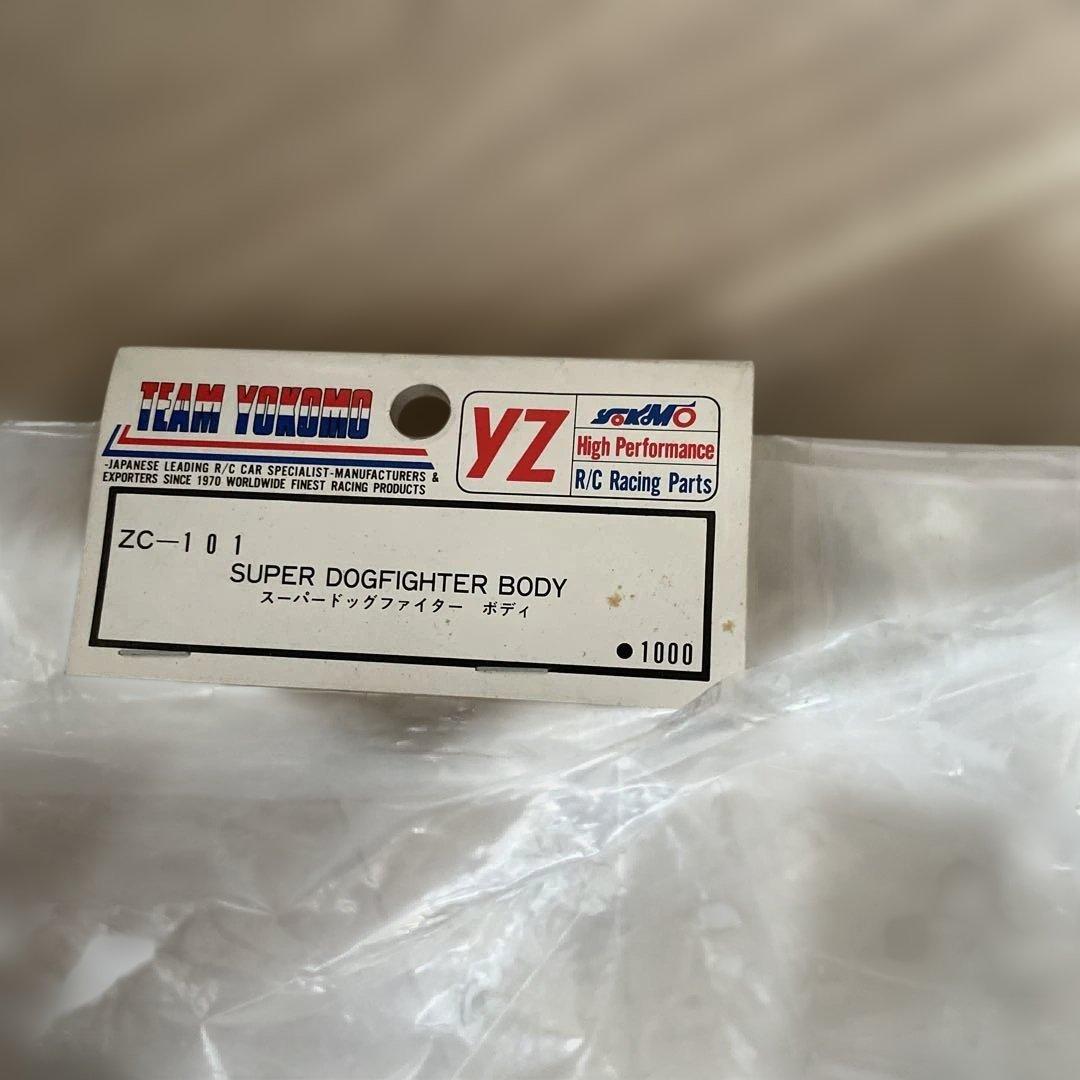 TEAM YOKOMO
-JAPANESE LEADING R/C CAR SPECIALIST-MANUFACTURERS &
EXPORTERS SINCE 1970 WORLDWIDE FINEST RACING PRODUCTS
YZ
YOKOMO
High Performance
R/C Racing Parts
ZC-101
SUPER DOGFIGHTER BODY
スーパードッグファイター ボディ
●1000